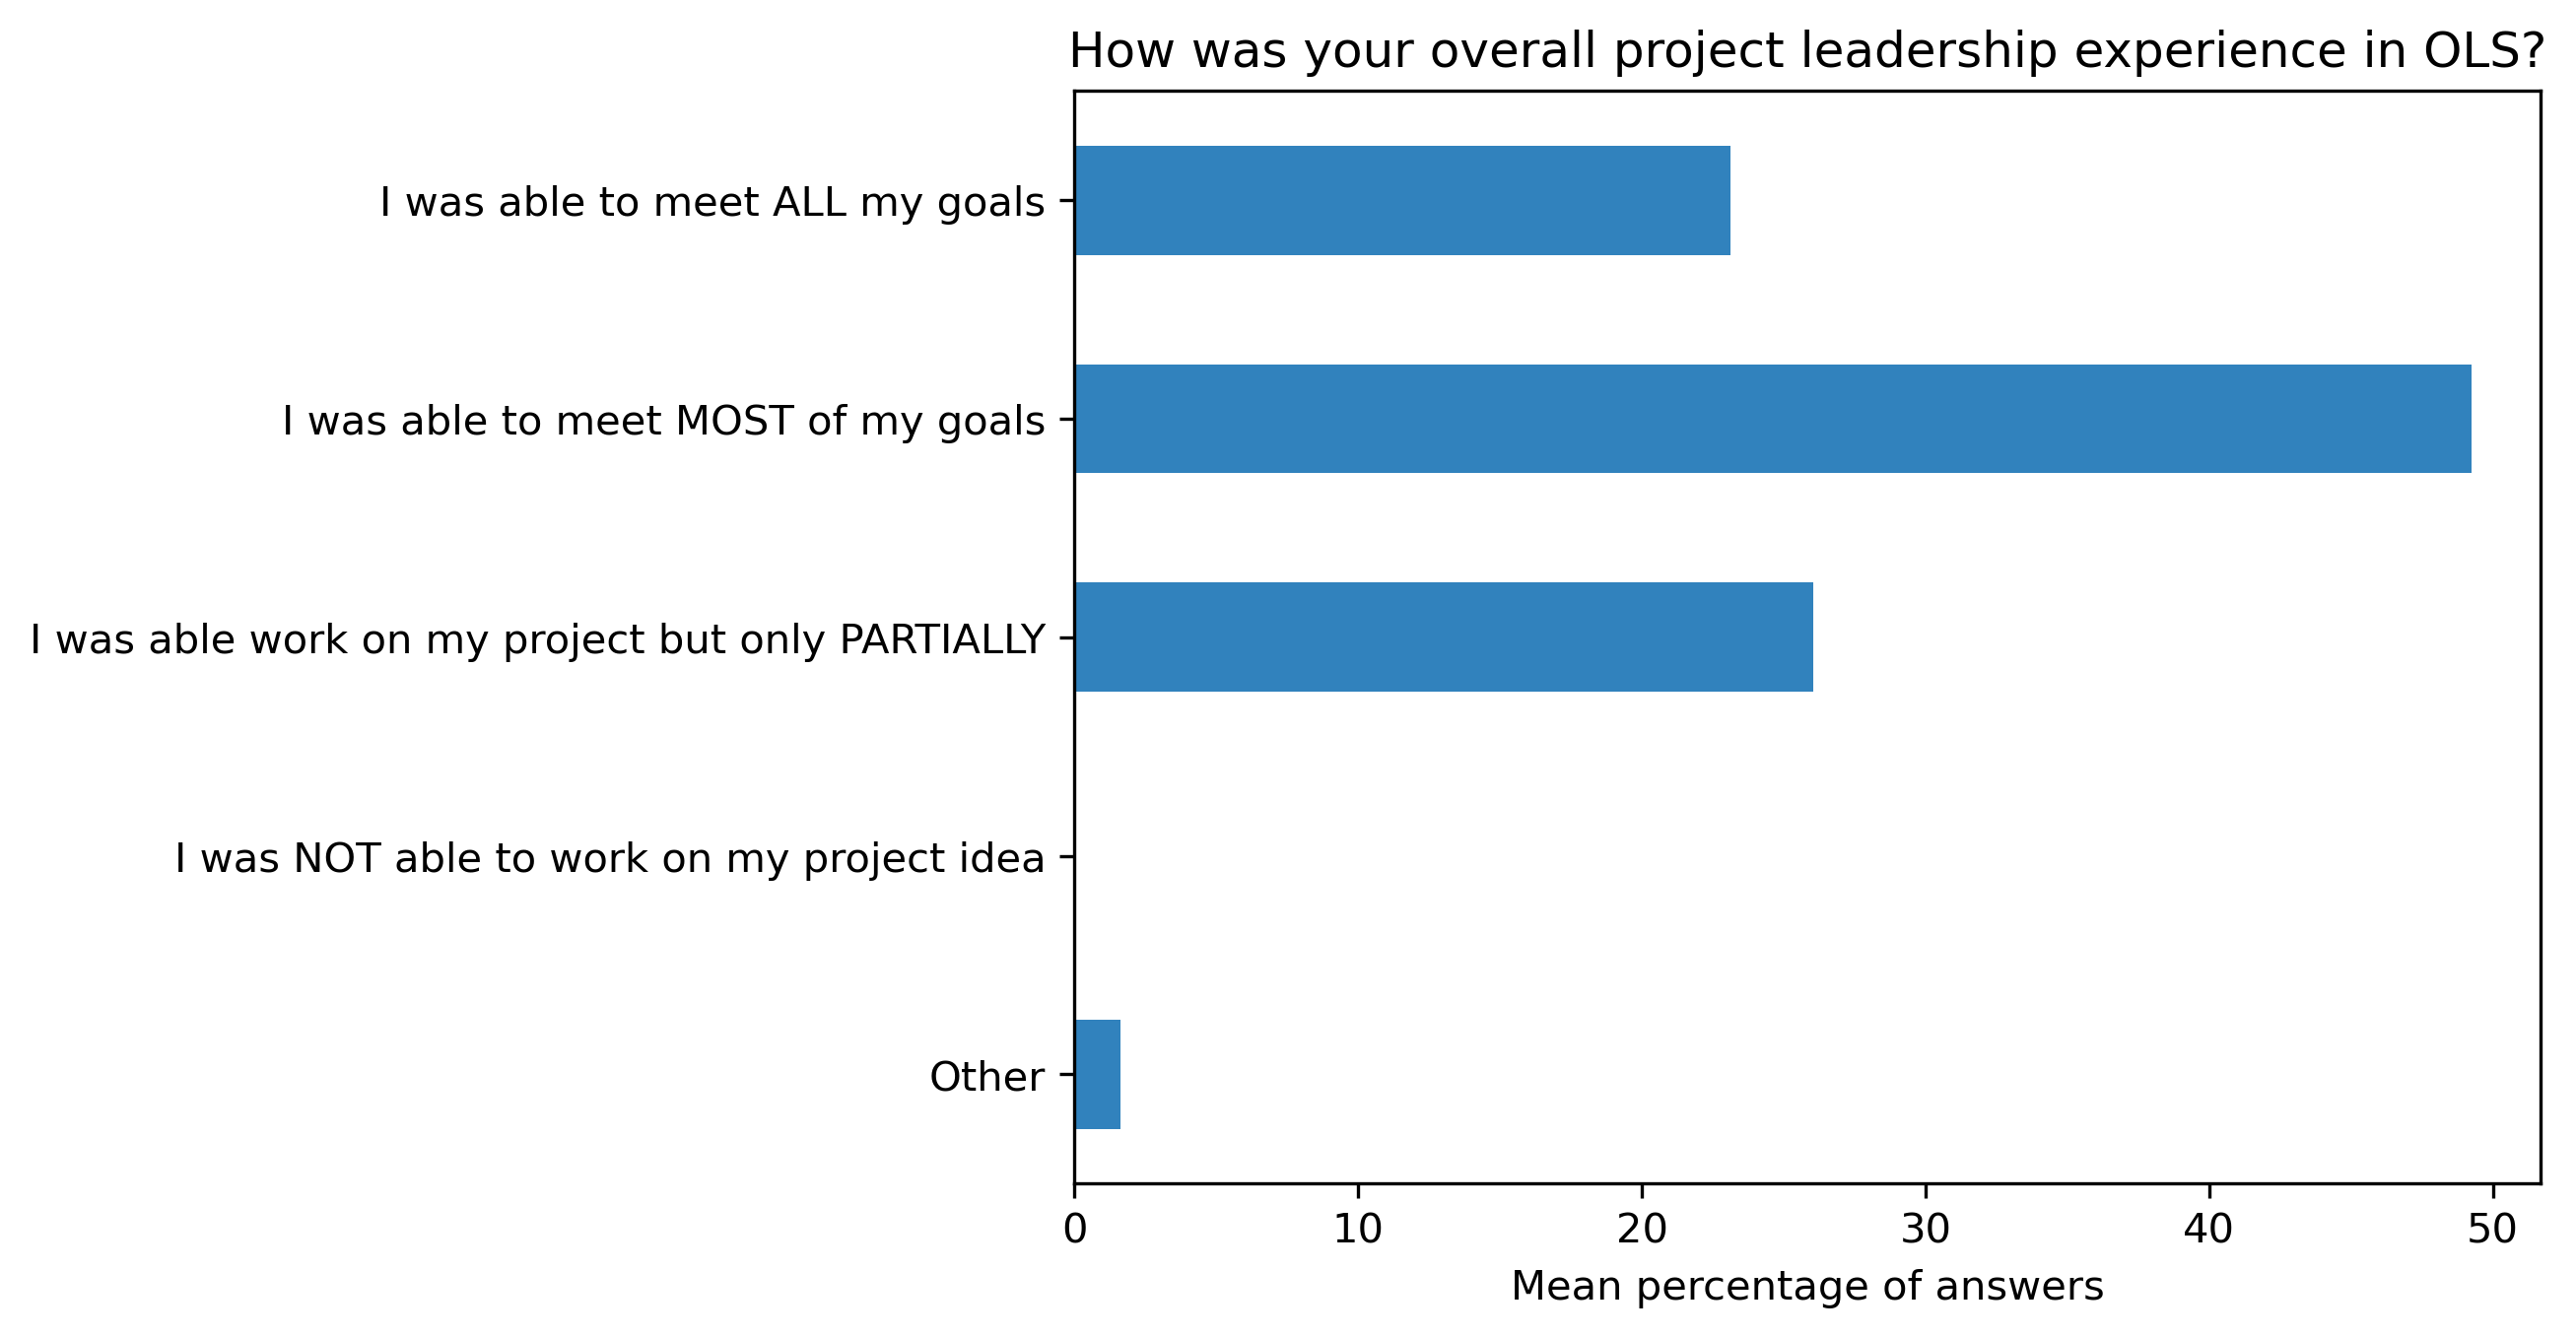 How was your overall project leadership experience in OLS?
I was able to meet ALL my goals
I was able to meet MOST of my goals
I was able work on my project but only PARTIALLY
I was NOT able to work on my project idea
Other
0 10 20 30 40 50
Mean percentage of answers